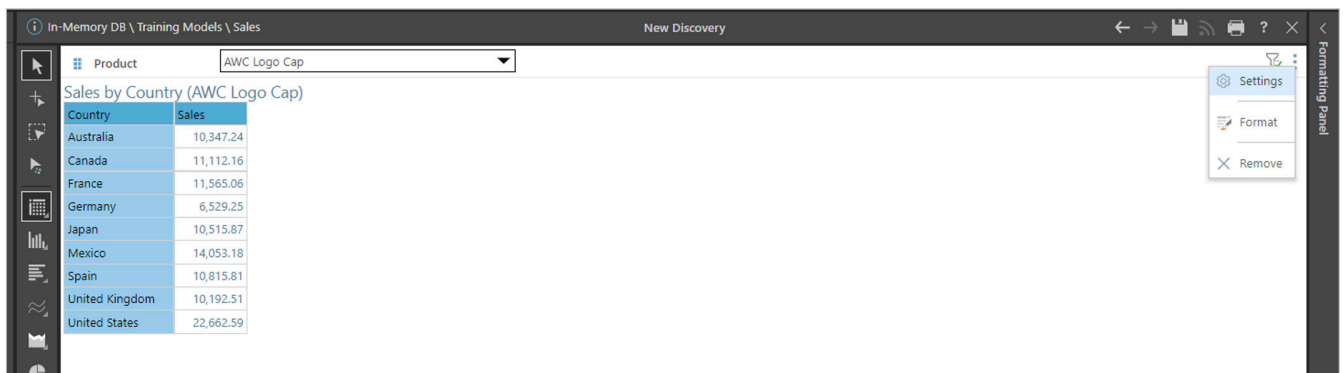 In-Memory DB \ Training Models \ Sales New Discovery ?
Product AWC Logo Cap
Sales by Country (AWC Logo Cap)
Country Sales
Australia 10,347.24
Canada 11,112.16
France 11,565.06
Germany 6,529.25
Japan 10,515.87
Mexico 14,053.18
Spain 10,815.81
United Kingdom 10,192.51
United States 22,662.59
Settings
Format
Remove
Formatting Panel